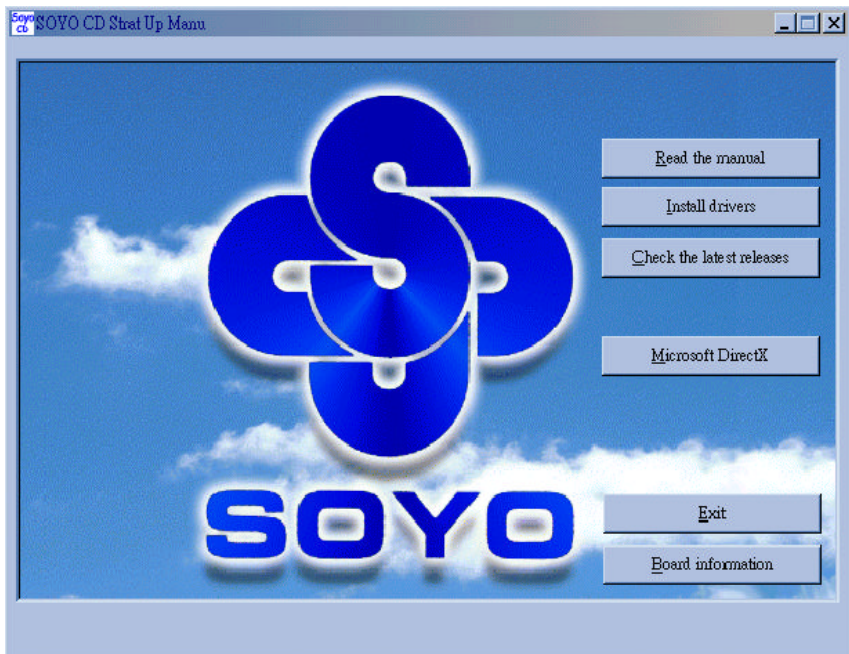 Soyo
CD
SOYO CD Strat Up Manu
Read the manual
Install drivers
Check the latest releases
Microsoft DirectX
SOYO
Exit
Board information